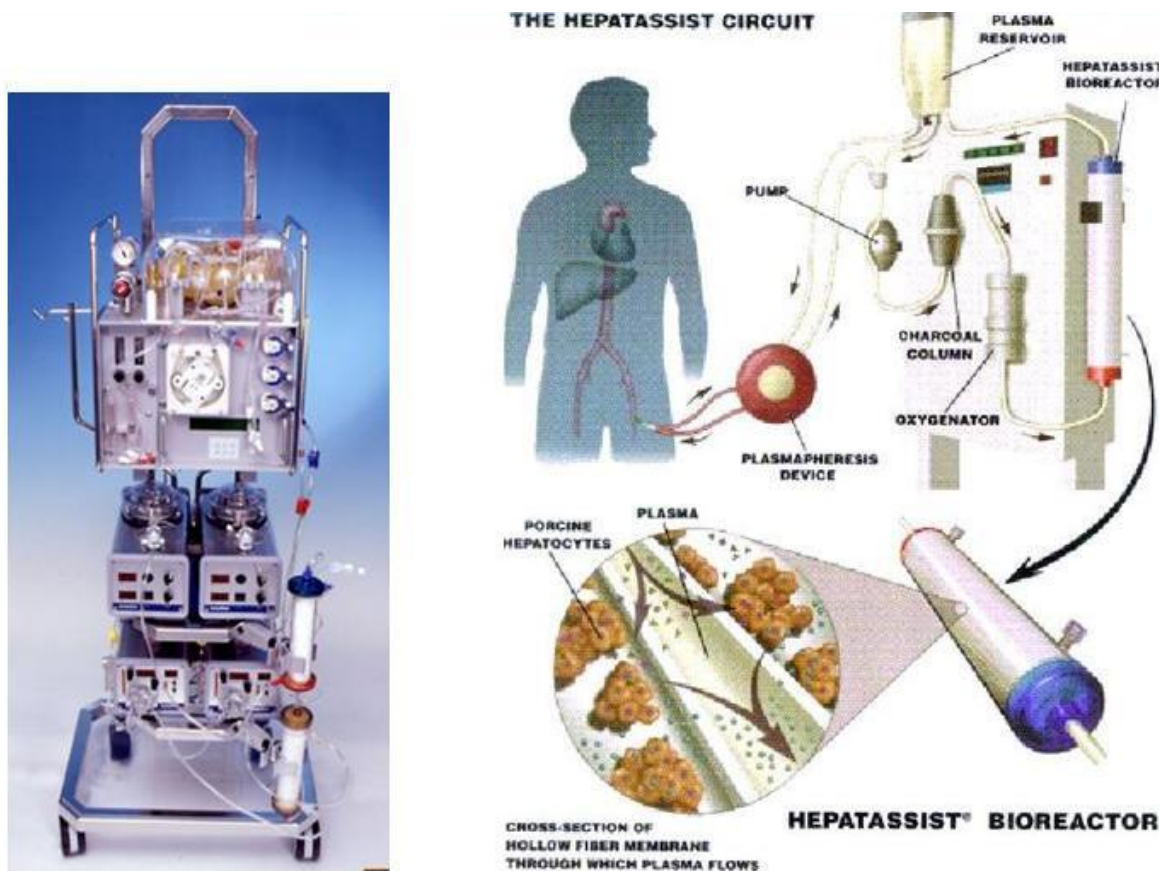 THE HEPATASSIST CIRCUIT
PLASMA
RESERVOIR
HEPATASSIST
BIOREACTOR
PUMP
CHARCOAL
COLUMN
OXYGENATOR
PLASMAPHERESIS
DEVICE
PORCINE
HEPATOCYTES
PLASMA
HEPATASSIST® BIOREACTOR
CROSS-SECTION OF
HOLLOW FIBER MEMBRANE
THROUGH WHICH PLASMA FLOWS